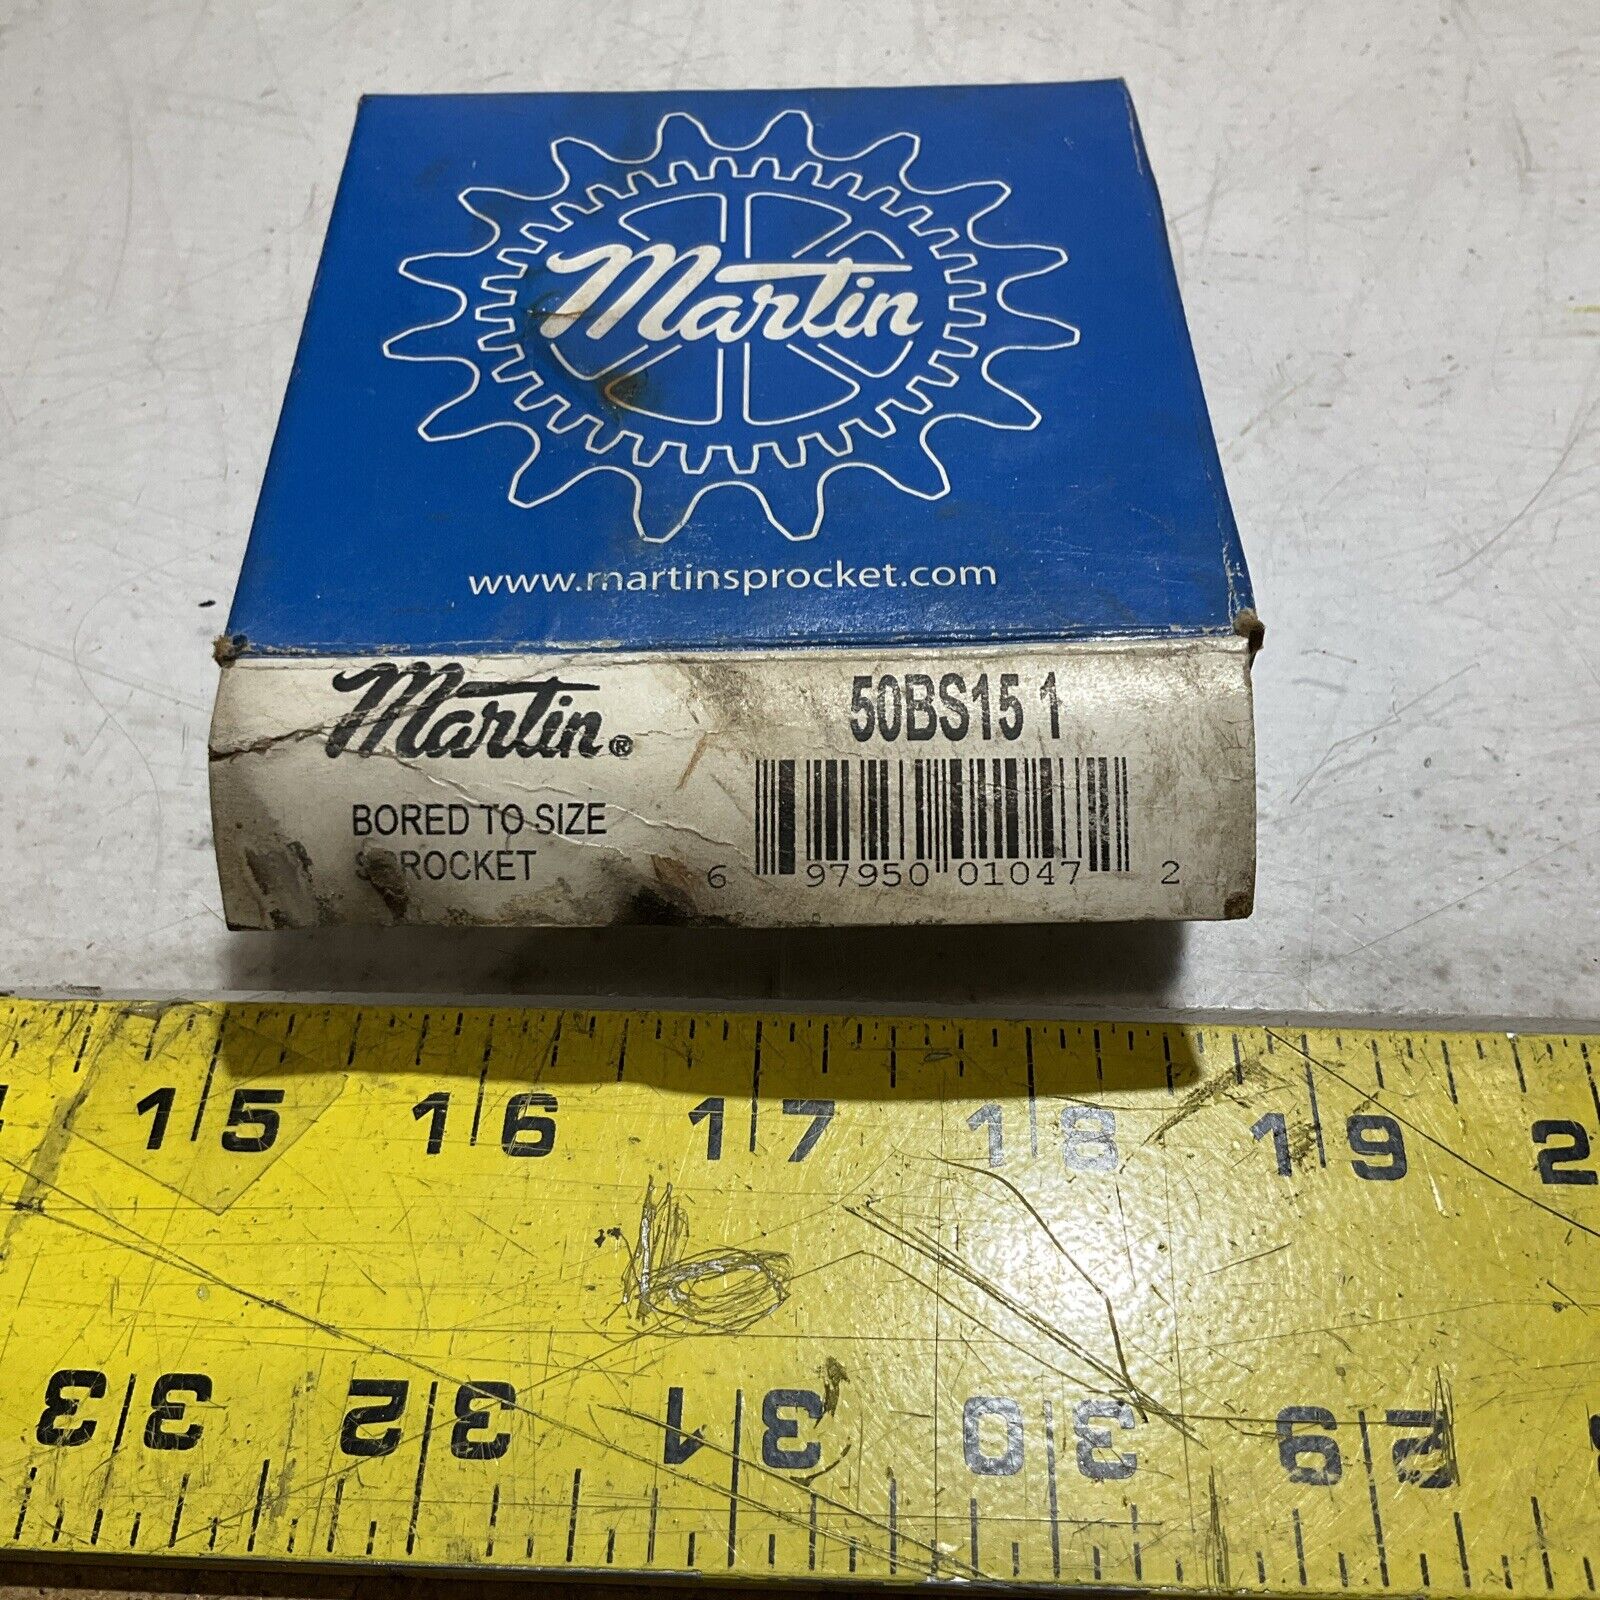 Martin
www.martinsprocket.com
Martin® 50BS15 1
BORED TO SIZE
SPROCKET
6 97950 01047 2
15 16 17 18 19 2
33 32 31 30 29